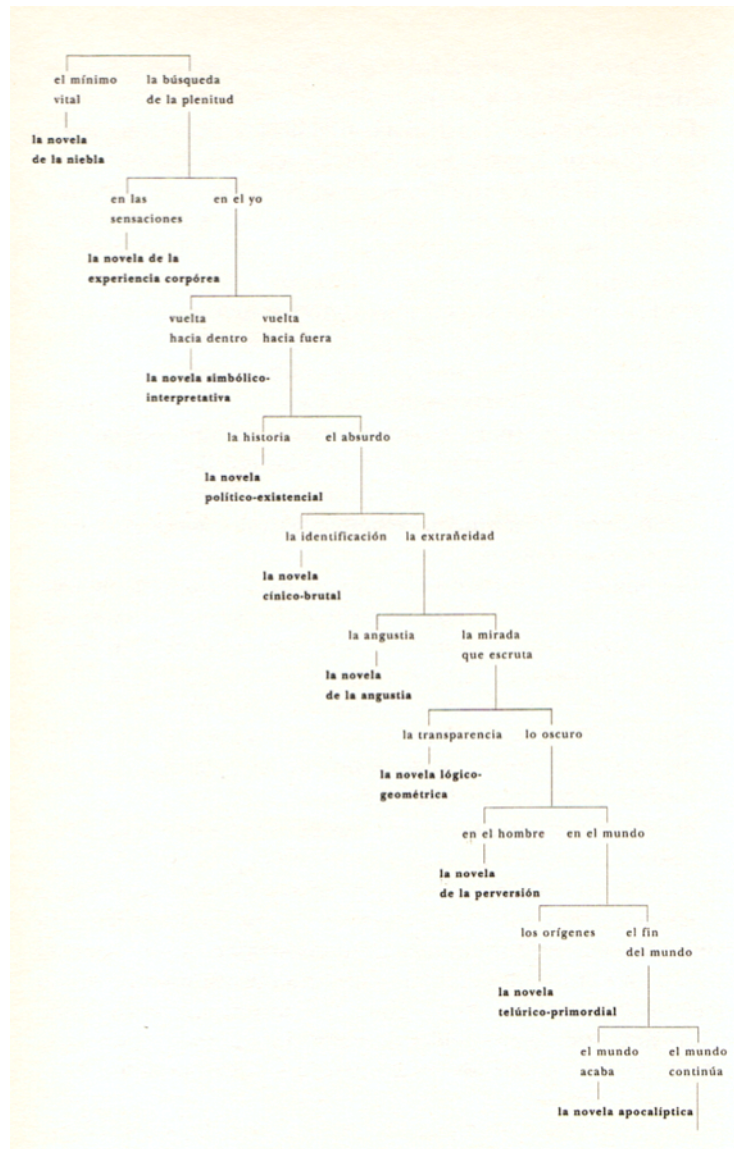 el mínimo
vital
la búsqueda
de la plenitud
la novela
de la niebla
en las
sensaciones
en el yo
la novela de la
experiencia corpórea
vuelta
hacia dentro
vuelta
hacia fuera
la novela simbólico-
interpretativa
la historia
el absurdo
la novela
político-existencial
la identificación
la extrañeidad
la novela
cínico-brutal
la angustia
la mirada
que escruta
la novela
de la angustia
la transparencia
lo oscuro
la novela lógico-
geométrica
en el hombre
en el mundo
la novela
de la perversión
los orígenes
el fin
del mundo
la novela
telúrico-primordial
el mundo
acaba
el mundo
continúa
la novela apocalíptica